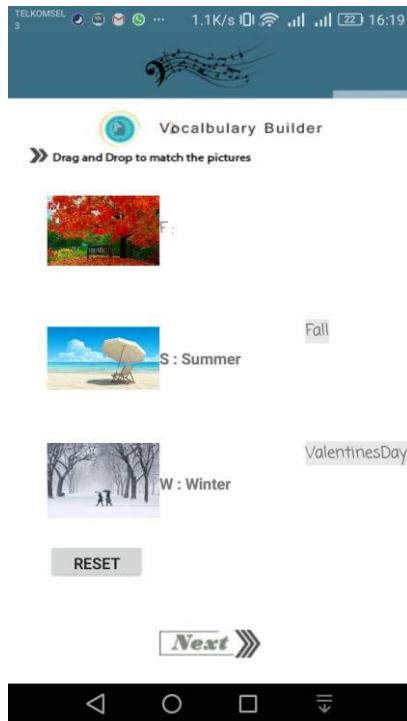 TELKOMSEL 3 ... 1.1K/s 22 16:19
Vocalbulary Builder
Drag and Drop to match the pictures
F :
Fall
S : Summer
ValentinesDay
W : Winter
RESET
Next